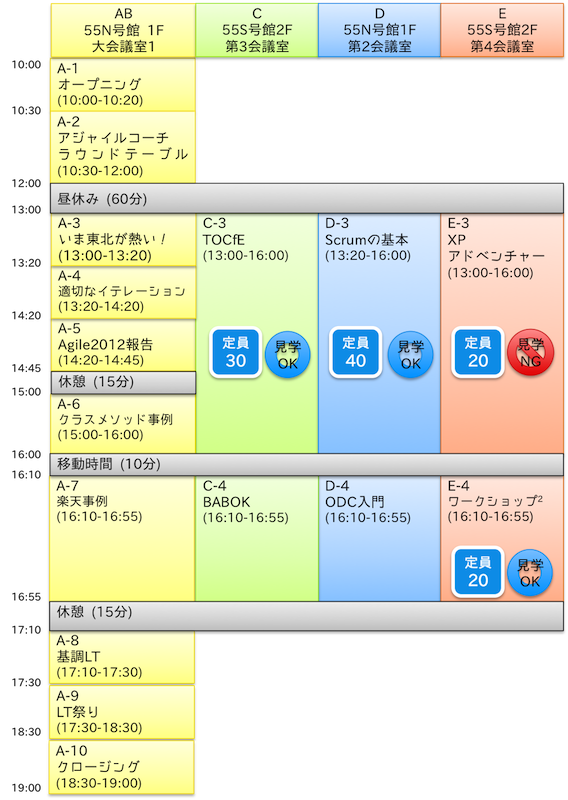 AB
55N号館 1F
大会議室1
C
55S号館2F
第3会議室
D
55N号館1F
第2会議室
E
55S号館2F
第4会議室
10:00
A-1
オープニング
(10:00-10:20)
10:30
A-2
アジャイルコーチ
ラウンドテーブル
(10:30-12:00)
12:00
昼休み (60分)
13:00
A-3
いま東北が熱い!
(13:00-13:20)
C-3
TOCfE
(13:00-16:00)
D-3
Scrumの基本
(13:20-16:00)
E-3
XP
アドベンチャー
(13:00-16:00)
13:20
A-4
適切なイテレーション
(13:20-14:20)
14:20
A-5
Agile2012報告
(14:20-14:45)
定員
30
見学
OK
定員
40
見学
OK
定員
20
見学
NG
14:45
休憩 (15分)
15:00
A-6
クラスメソッド事例
(15:00-16:00)
16:00
移動時間 (10分)
16:10
A-7
楽天事例
(16:10-16:55)
C-4
BABOK
(16:10-16:55)
D-4
ODC入門
(16:10-16:55)
E-4
ワークショップ²
(16:10-16:55)
定員
20
見学
OK
16:55
休憩 (15分)
17:10
A-8
基調LT
(17:10-17:30)
17:30
A-9
LT祭り
(17:30-18:30)
18:30
A-10
クロージング
(18:30-19:00)
19:00